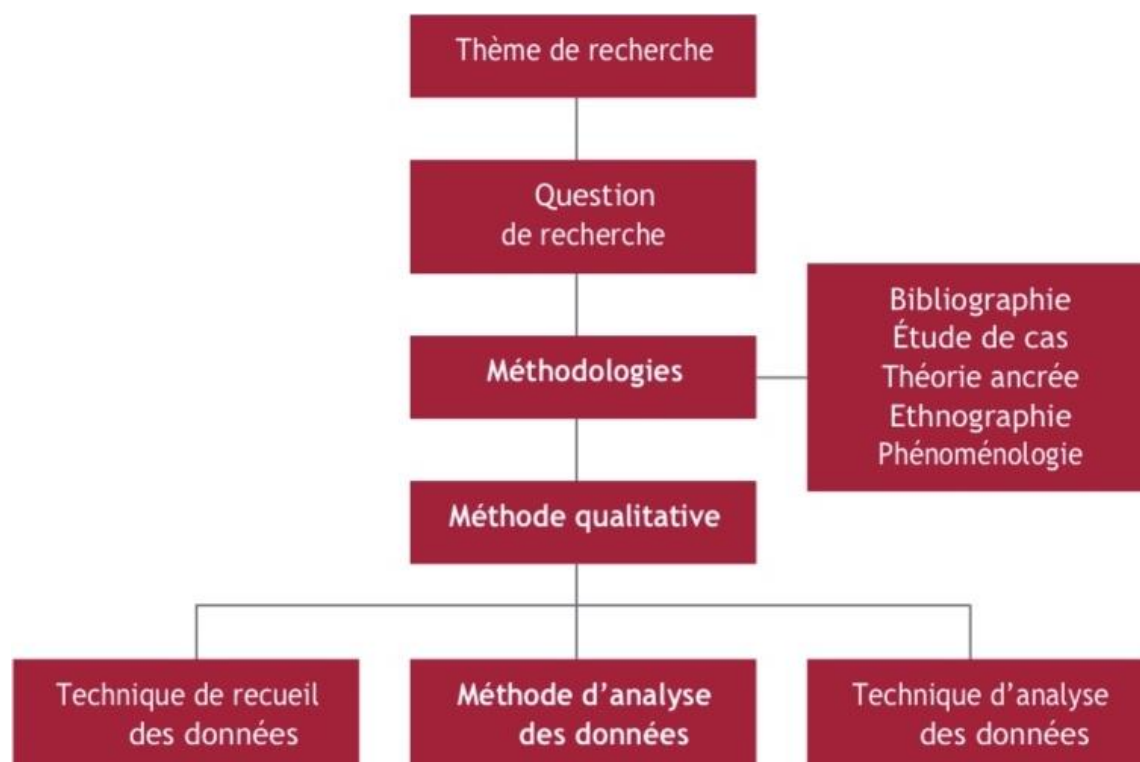 Thème de recherche
Question
de recherche
Méthodologies
Bibliographie
Étude de cas
Théorie ancrée
Ethnographie
Phénoménologie
Méthode qualitative
Technique de recueil
des données
Méthode d'analyse
des données
Technique d'analyse
des données